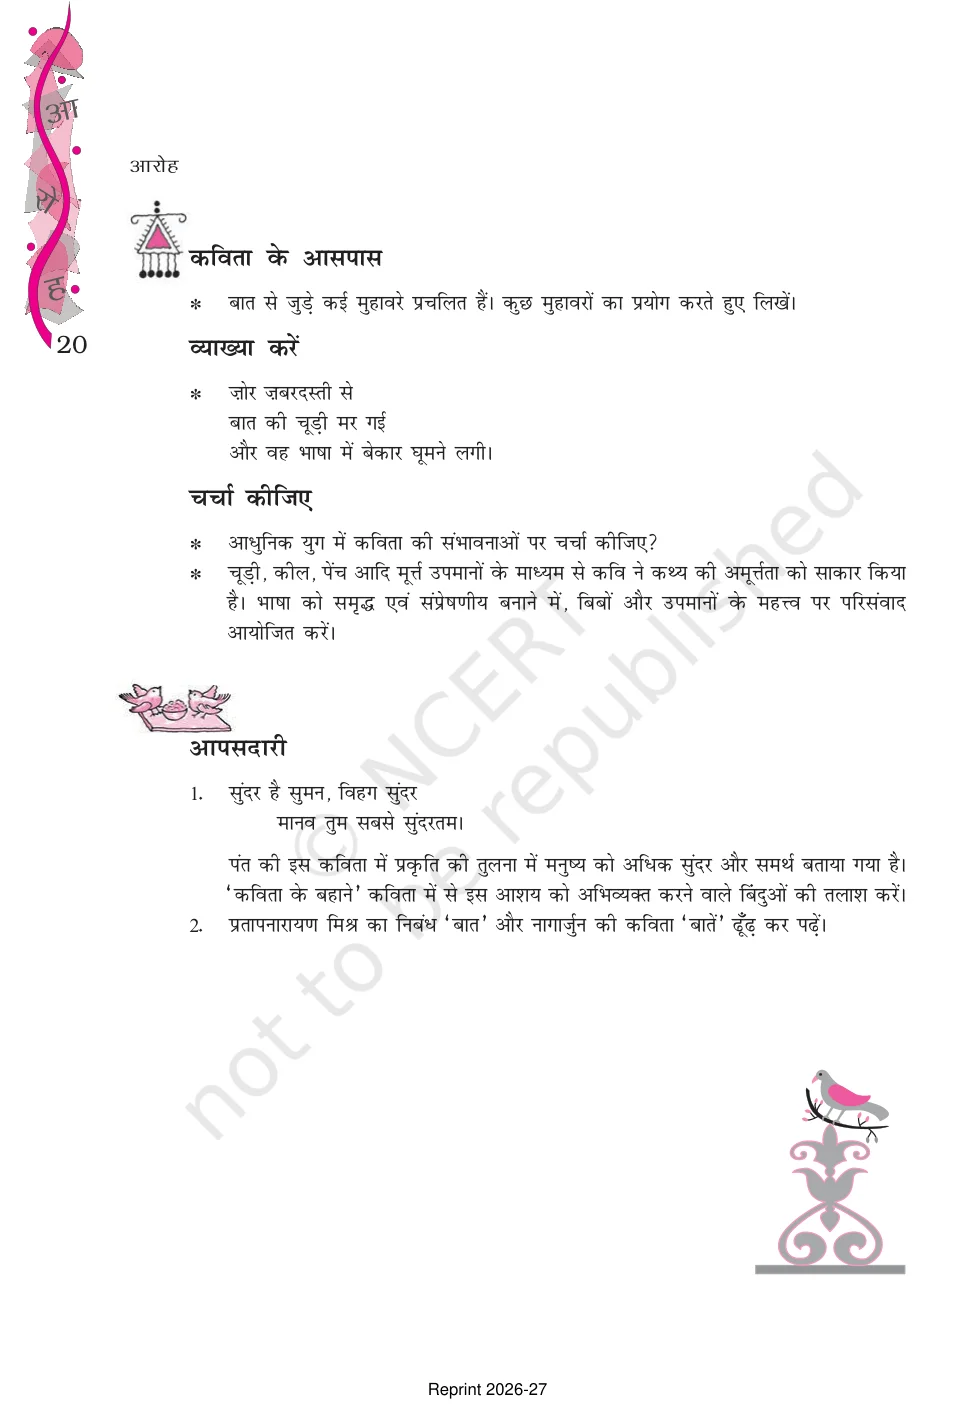 आ
रो
ह
आरोह
20
कविता के आसपास
* बात से जुड़े कई मुहावरे प्रचलित हैं। कुछ मुहावरों का प्रयोग करते हुए लिखें।
व्याख्या करें
* ज़ोर ज़बरदस्ती से
बात की चूड़ी मर गई
और वह भाषा में बेकार घूमने लगी।
चर्चा कीजिए
* आधुनिक युग में कविता की संभावनाओं पर चर्चा कीजिए?
* चूड़ी, कील, पेंच आदि मूर्त्त उपमानों के माध्यम से कवि ने कथ्य की अमूर्त्तता को साकार किया
है। भाषा को समृद्ध एवं संप्रेषणीय बनाने में, बिबों और उपमानों के महत्त्व पर परिसंवाद
आयोजित करें।
आपसदारी
1. सुंदर है सुमन, विहग सुंदर
मानव तुम सबसे सुंदरतम।
पंत की इस कविता में प्रकृति की तुलना में मनुष्य को अधिक सुंदर और समर्थ बताया गया है।
‘कविता के बहाने’ कविता में से इस आशय को अभिव्यक्त करने वाले बिंदुओं की तलाश करें।
2. प्रतापनारायण मिश्र का निबंध ‘बात’ और नागार्जुन की कविता ‘बातें’ ढूँढ़ कर पढ़ें।
© NCERT
not to be republished
Reprint 2026-27